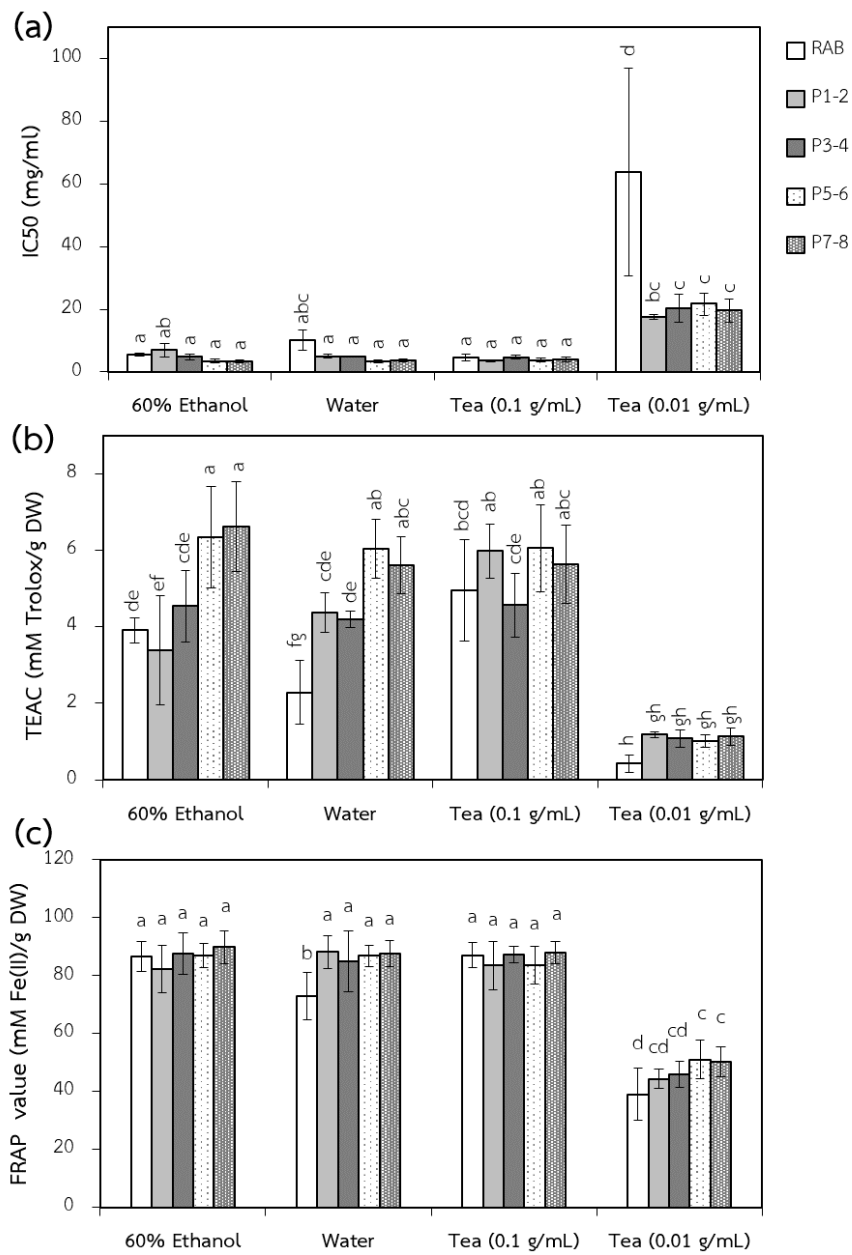 (a)
100
80
60
40
20
0
IC50 (mg/ml)
a ab a a a
abc a a a a
a a a a a
d bc c c c
60% Ethanol Water Tea (0.1 g/mL) Tea (0.01 g/mL)
RAB
P1-2
P3-4
P5-6
P7-8
(b)
8
6
4
2
0
TEAC (mM Trolox/g DW)
de ef cde a a
fg cde de ab abc
bcd ab cde ab abc
h gh gh gh gh
60% Ethanol Water Tea (0.1 g/mL) Tea (0.01 g/mL)
(c)
120
100
80
60
40
20
0
FRAP value (mM Fe(II)/g DW)
a a a a a
b a a a a
a a a a a
d cd cd c c
60% Ethanol Water Tea (0.1 g/mL) Tea (0.01 g/mL)